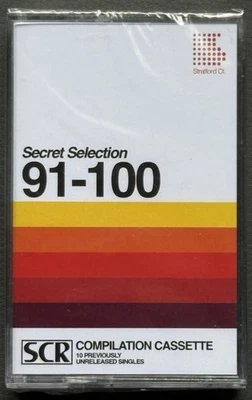 Stratford Ct.
Secret Selection
91-100
SCR
COMPILATION CASSETTE
10 PREVIOUSLY
UNRELEASED SINGLES